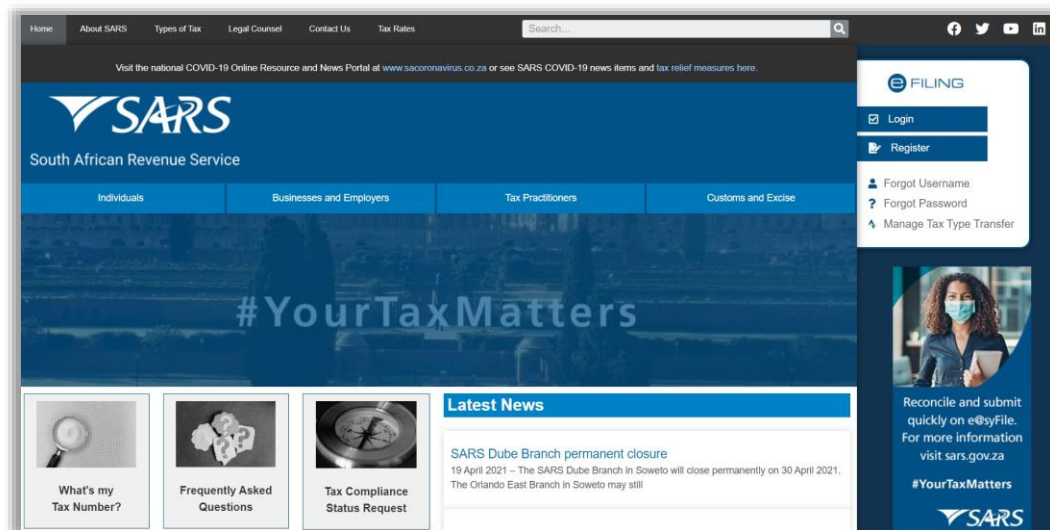 Home About SARS Types of Tax Legal Counsel Contact Us Tax Rates Search...
Visit the national COVID-19 Online Resource and News Portal at www.sacoronavirus.co.za or see SARS COVID-19 news items and tax relief measures here.
SARS
South African Revenue Service
Individuals Businesses and Employers Tax Practitioners Customs and Excise
#YourTaxMatters
e FILING
Login
Register
Forgot Username
Forgot Password
Manage Tax Type Transfer
What's my
Tax Number?
Frequently Asked
Questions
Tax Compliance
Status Request
Latest News
SARS Dube Branch permanent closure
19 April 2021 – The SARS Dube Branch in Soweto will close permanently on 30 April 2021.
The Orlando East Branch in Soweto may still
Reconcile and submit
quickly on e@syFile.
For more information
visit sars.gov.za
#YourTaxMatters
SARS